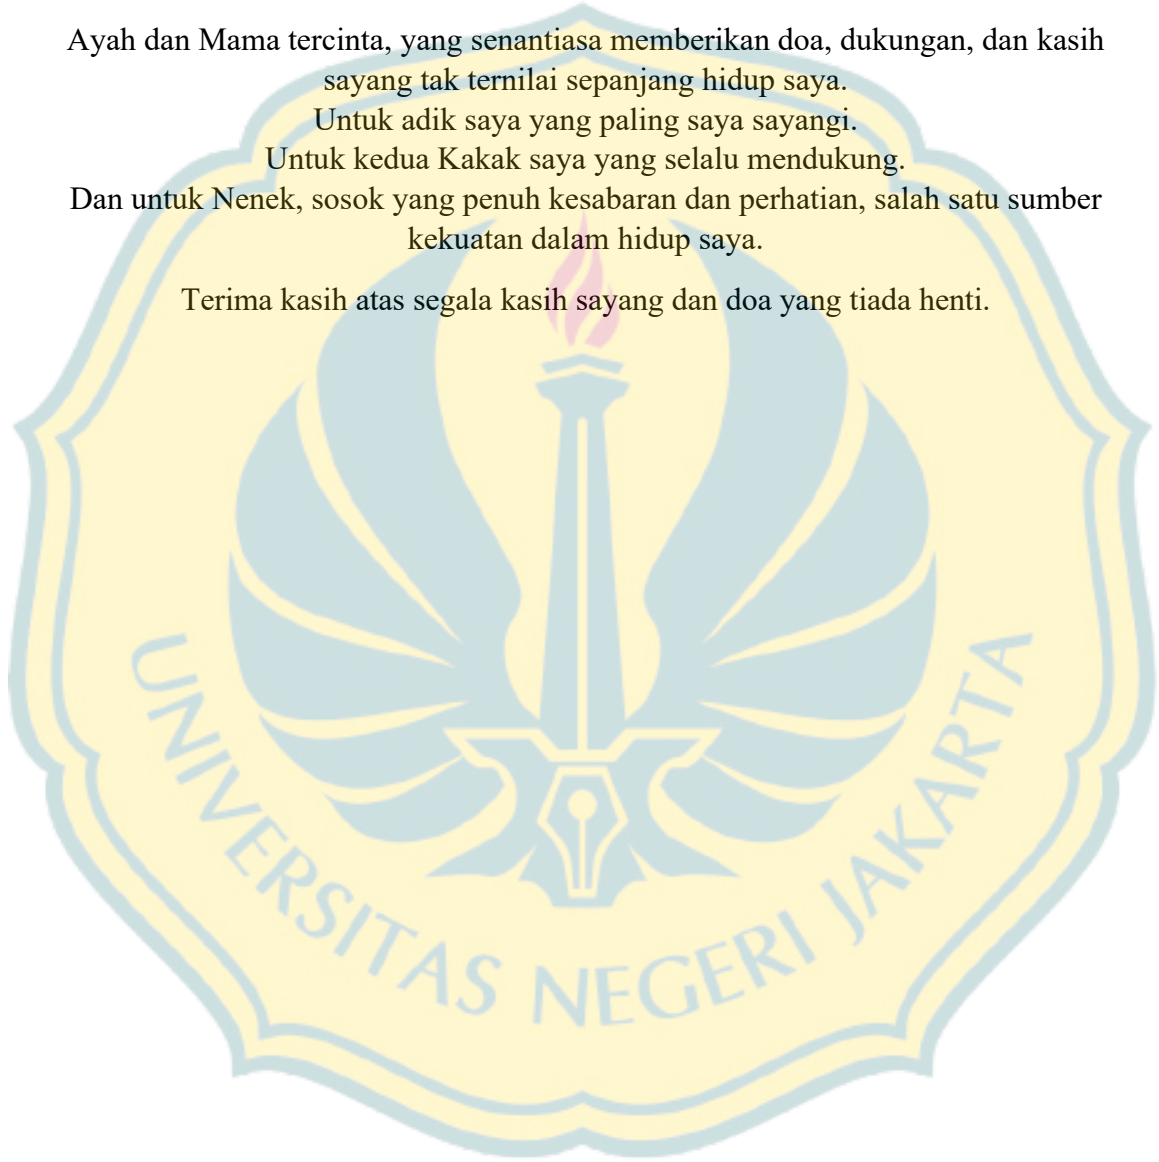 Ayah dan Mama tercinta, yang senantiasa memberikan doa, dukungan, dan kasih
sayang tak ternilai sepanjang hidup saya.
Untuk adik saya yang paling saya sayangi.
Untuk kedua Kakak saya yang selalu mendukung.
Dan untuk Nenek, sosok yang penuh kesabaran dan perhatian, salah satu sumber
kekuatan dalam hidup saya.
Terima kasih atas segala kasih sayang dan doa yang tiada henti.
UNIVERSITAS NEGERI JAKARTA